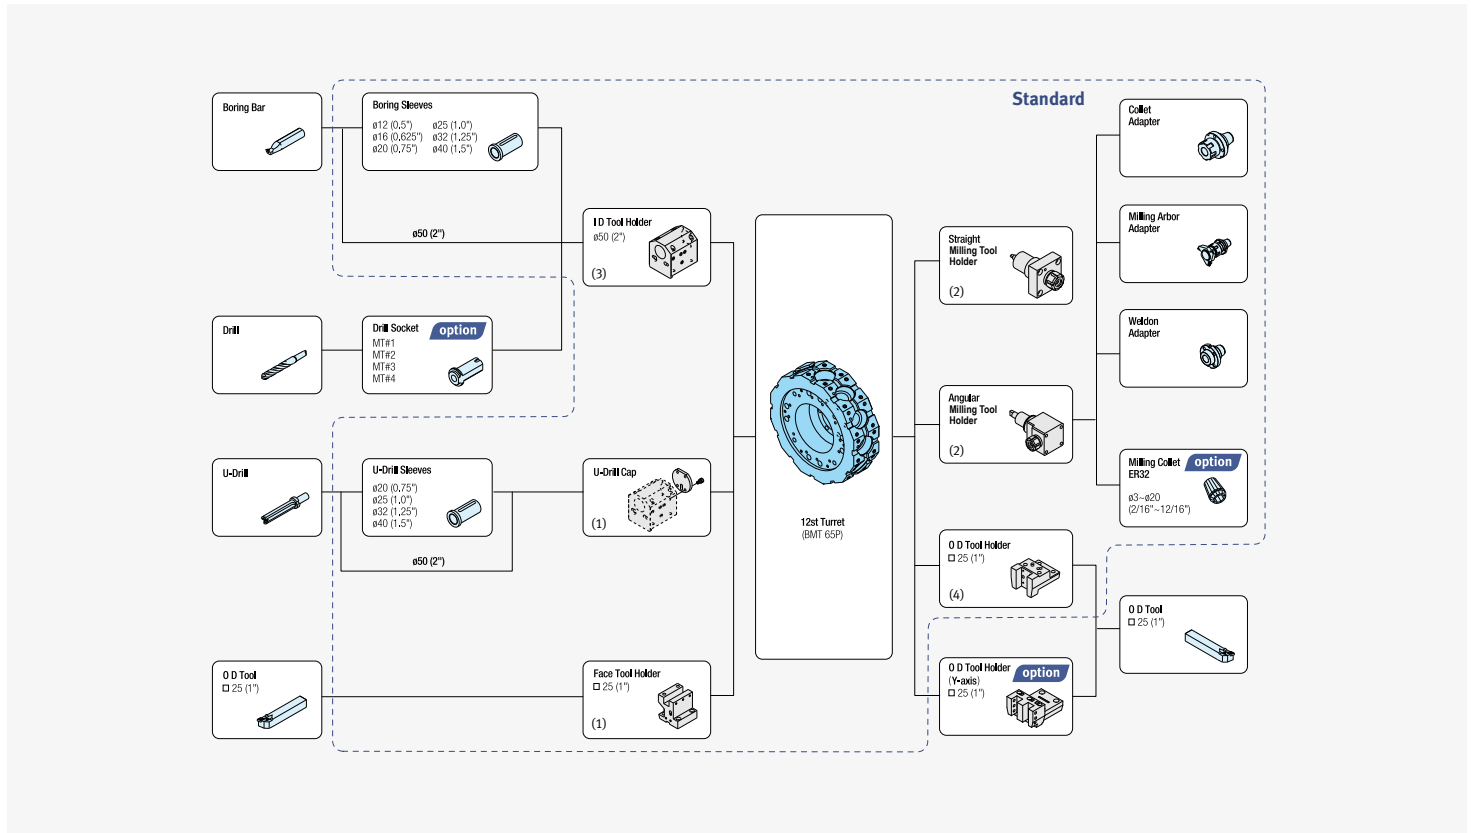 Standard
Boring Bar
Boring Sleeves
ø12 (0.5") ø25 (1.0")
ø16 (0.625") ø32 (1.25")
ø20 (0.75") ø40 (1.5")
ø50 (2")
I D Tool Holder
ø50 (2")
(3)
Drill
Drill Socket
option
MT#1
MT#2
MT#3
MT#4
U-Drill
U-Drill Sleeves
ø20 (0.75")
ø25 (1.0")
ø32 (1.25")
ø40 (1.5")
ø50 (2")
U-Drill Cap
(1)
O D Tool
□ 25 (1")
Face Tool Holder
□ 25 (1")
(1)
12st Turret
(BMT 65P)
Straight
Milling Tool
Holder
(2)
Angular
Milling Tool
Holder
(2)
O D Tool Holder
□ 25 (1")
(4)
O D Tool Holder
(Y-axis)
option
□ 25 (1")
Collet
Adapter
Milling Arbor
Adapter
Weldon
Adapter
Milling Collet
option
ER32
ø3~ø20
(2/16"~12/16")
O D Tool
□ 25 (1")